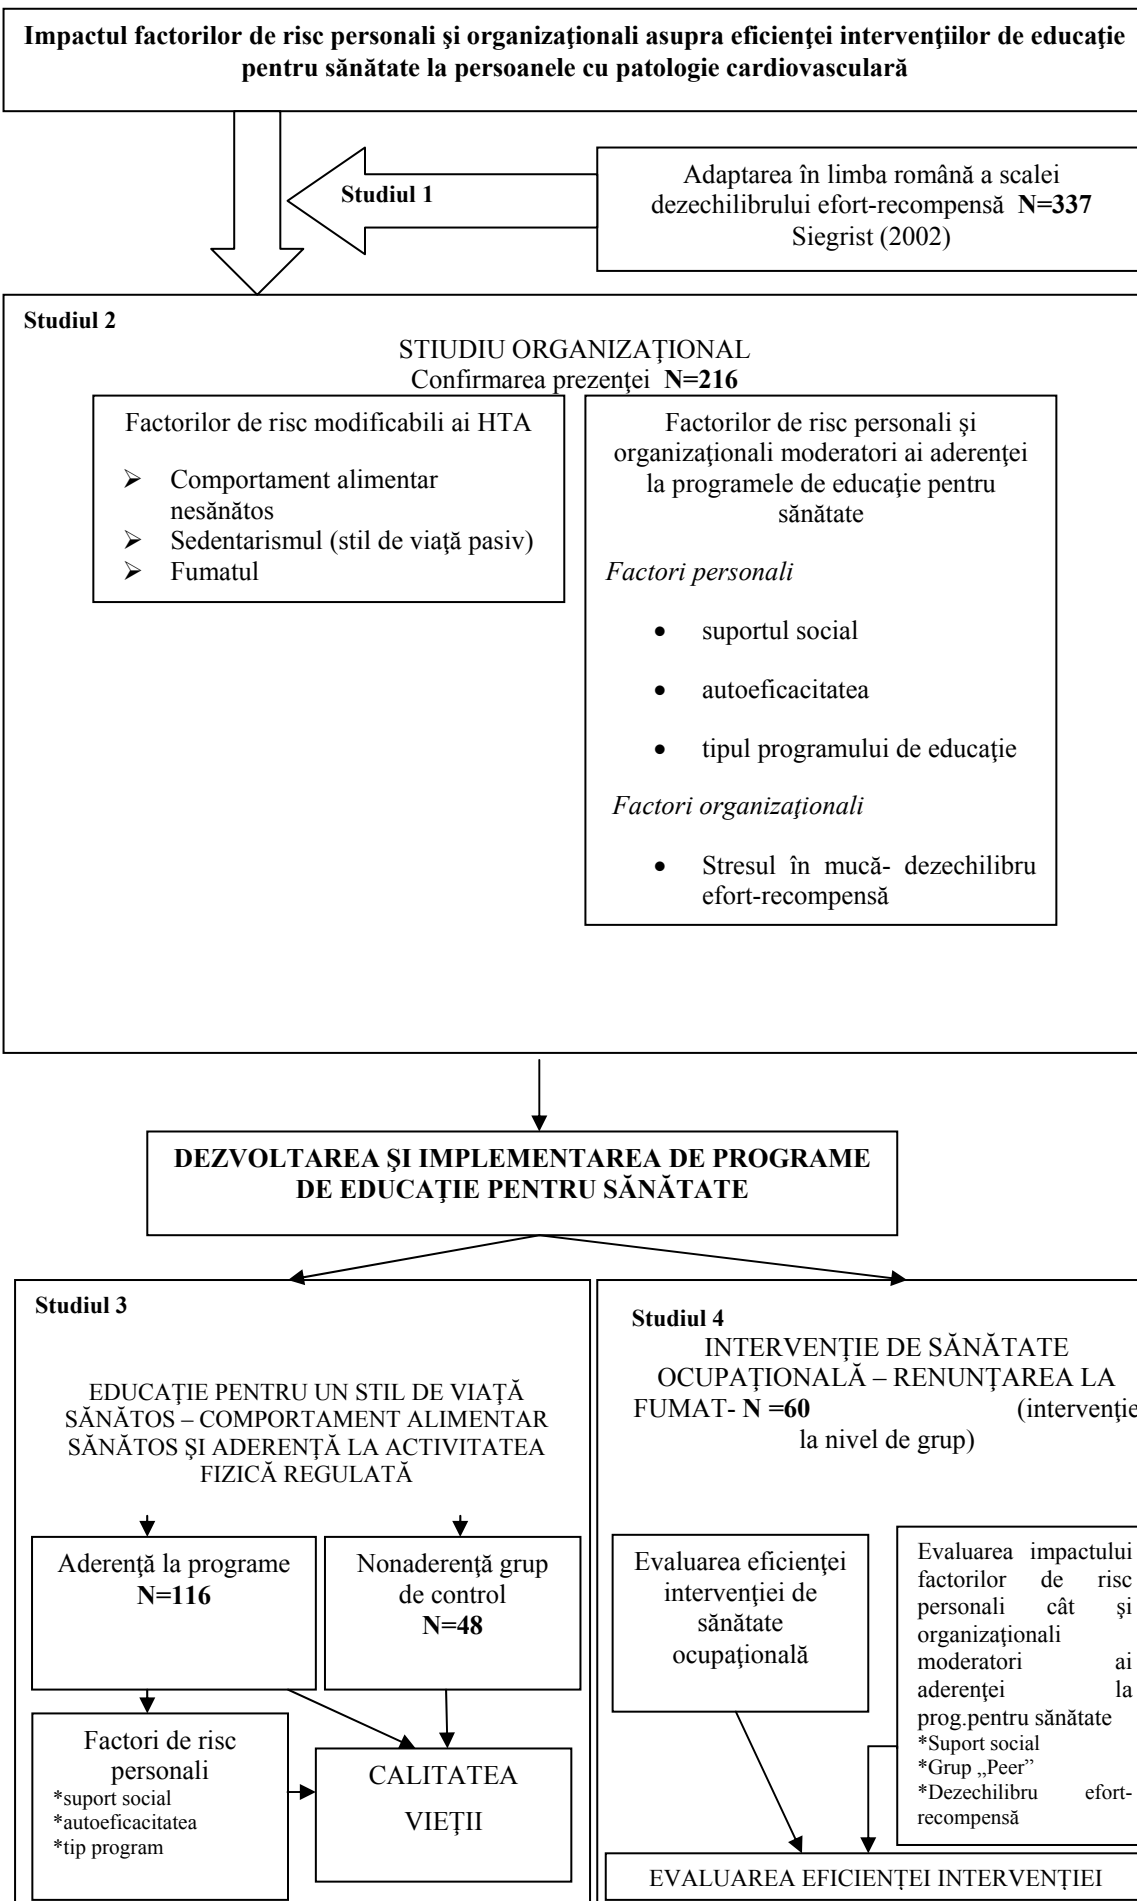 Impactul factorilor de risc personali şi organizaţionali asupra eficienţei intervenţiilor de educaţie
pentru sănătate la persoanele cu patologie cardiovasculară
Studiul 1
Adaptarea în limba română a scalei
dezechilibrului efort-recompensă N=337
Siegrist (2002)
Studiul 2
STIUDIU ORGANIZAŢIONAL
Confirmarea prezenţei N=216
Factorilor de risc modificabili ai HTA
➢ Comportament alimentar
nesănătos
➢ Sedentarismul (stil de viaţă pasiv)
➢ Fumatul
Factorilor de risc personali şi
organizaţionali moderatori ai aderenţei
la programele de educaţie pentru
sănătate
Factori personali
• suportul social
• autoeficacitatea
• tipul programului de educaţie
Factori organizaţionali
• Stresul în mucă- dezechilibru
efort-recompensă
DEZVOLTAREA ŞI IMPLEMENTAREA DE PROGRAME
DE EDUCAŢIE PENTRU SĂNĂTATE
Studiul 3
EDUCAŢIE PENTRU UN STIL DE VIAŢĂ
SĂNĂTOS – COMPORTAMENT ALIMENTAR
SĂNĂTOS ŞI ADERENŢĂ LA ACTIVITATEA
FIZICĂ REGULATĂ
Aderenţă la programe
N=116
Nonaderenţă grup
de control
N=48
Factori de risc
personali
*suport social
*autoeficacitatea
*tip program
CALITATEA
VIEŢII
Studiul 4
INTERVENŢIE DE SĂNĂTATE
OCUPAŢIONALĂ – RENUNŢAREA LA
FUMAT- N =60 (intervenţie
la nivel de grup)
Evaluarea eficienţei
intervenţiei de
sănătate
ocupaţională
Evaluarea impactului
factorilor de risc
personali cât şi
organizaţionali
moderatori ai
aderenţei la
prog.pentru sănătate
*Suport social
*Grup „Peer”
*Dezechilibru efort-
recompensă
EVALUAREA EFICIENŢEI INTERVENŢIEI